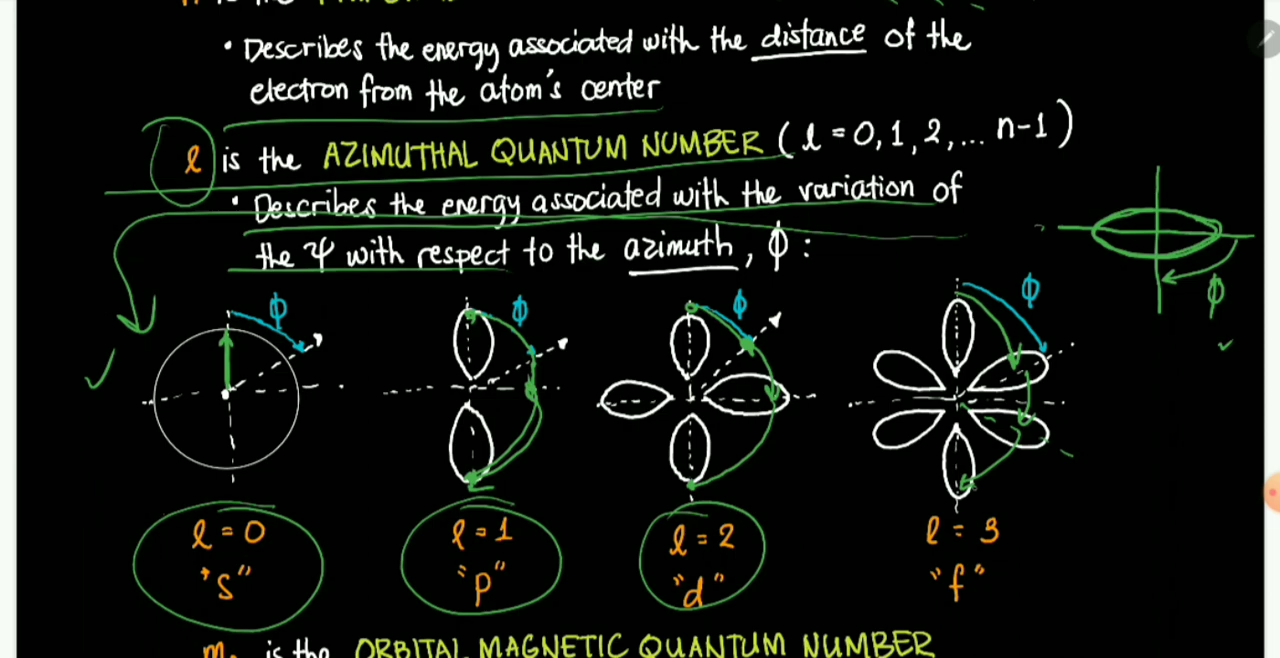 is the
• Describes the energy associated with the distance of the
electron from the atom's center
l is the AZIMUTHAL QUANTUM NUMBER (l = 0, 1, 2, ... n-1)
• Describes the energy associated with the variation of
the ψ with respect to the azimuth, ϕ:
ϕ ϕ ϕ ϕ ϕ
l = 0 l = 1 l = 2 l = 3
"s" "p" "d" "f"
is the ORBITAL MAGNETIC QUANTUM NUMBER